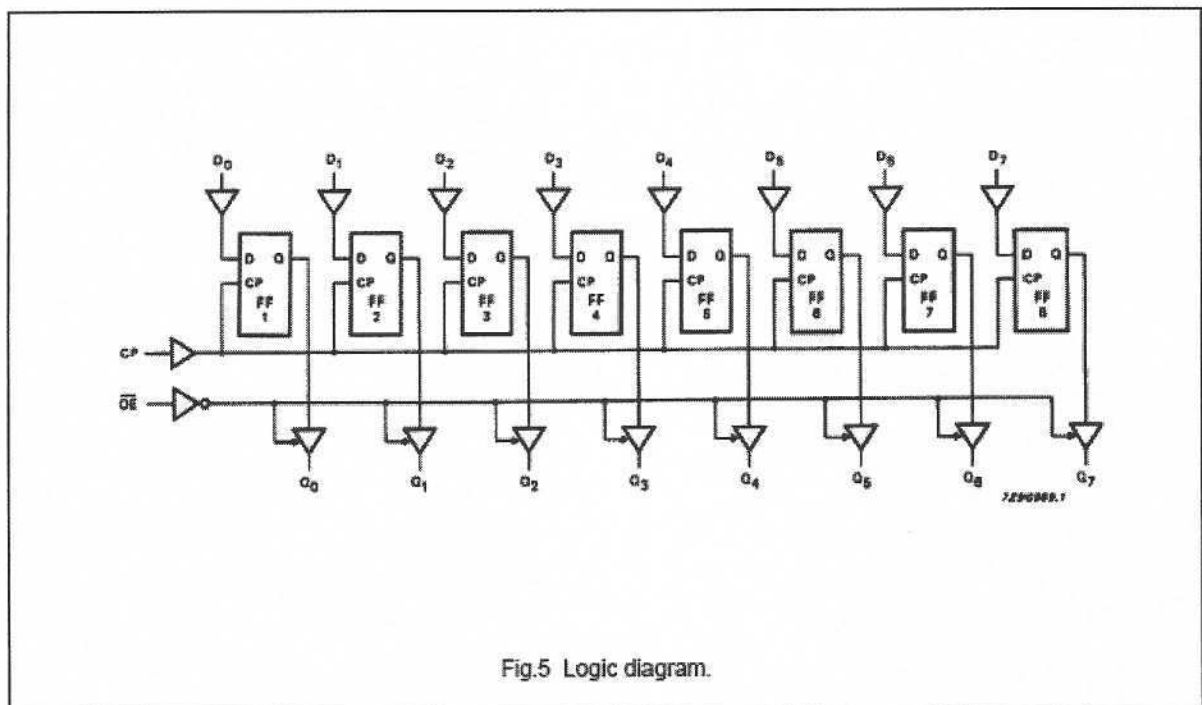 D0 D1 D2 D3 D4 D5 D6 D7
D Q D Q D Q D Q D Q D Q D Q D Q
CP CP CP CP CP CP CP CP
FF FF FF FF FF FF FF FF
1 2 3 4 5 6 7 8
CP
OE
Q0 Q1 Q2 Q3 Q4 Q5 Q6 Q7
Fig.5 Logic diagram.